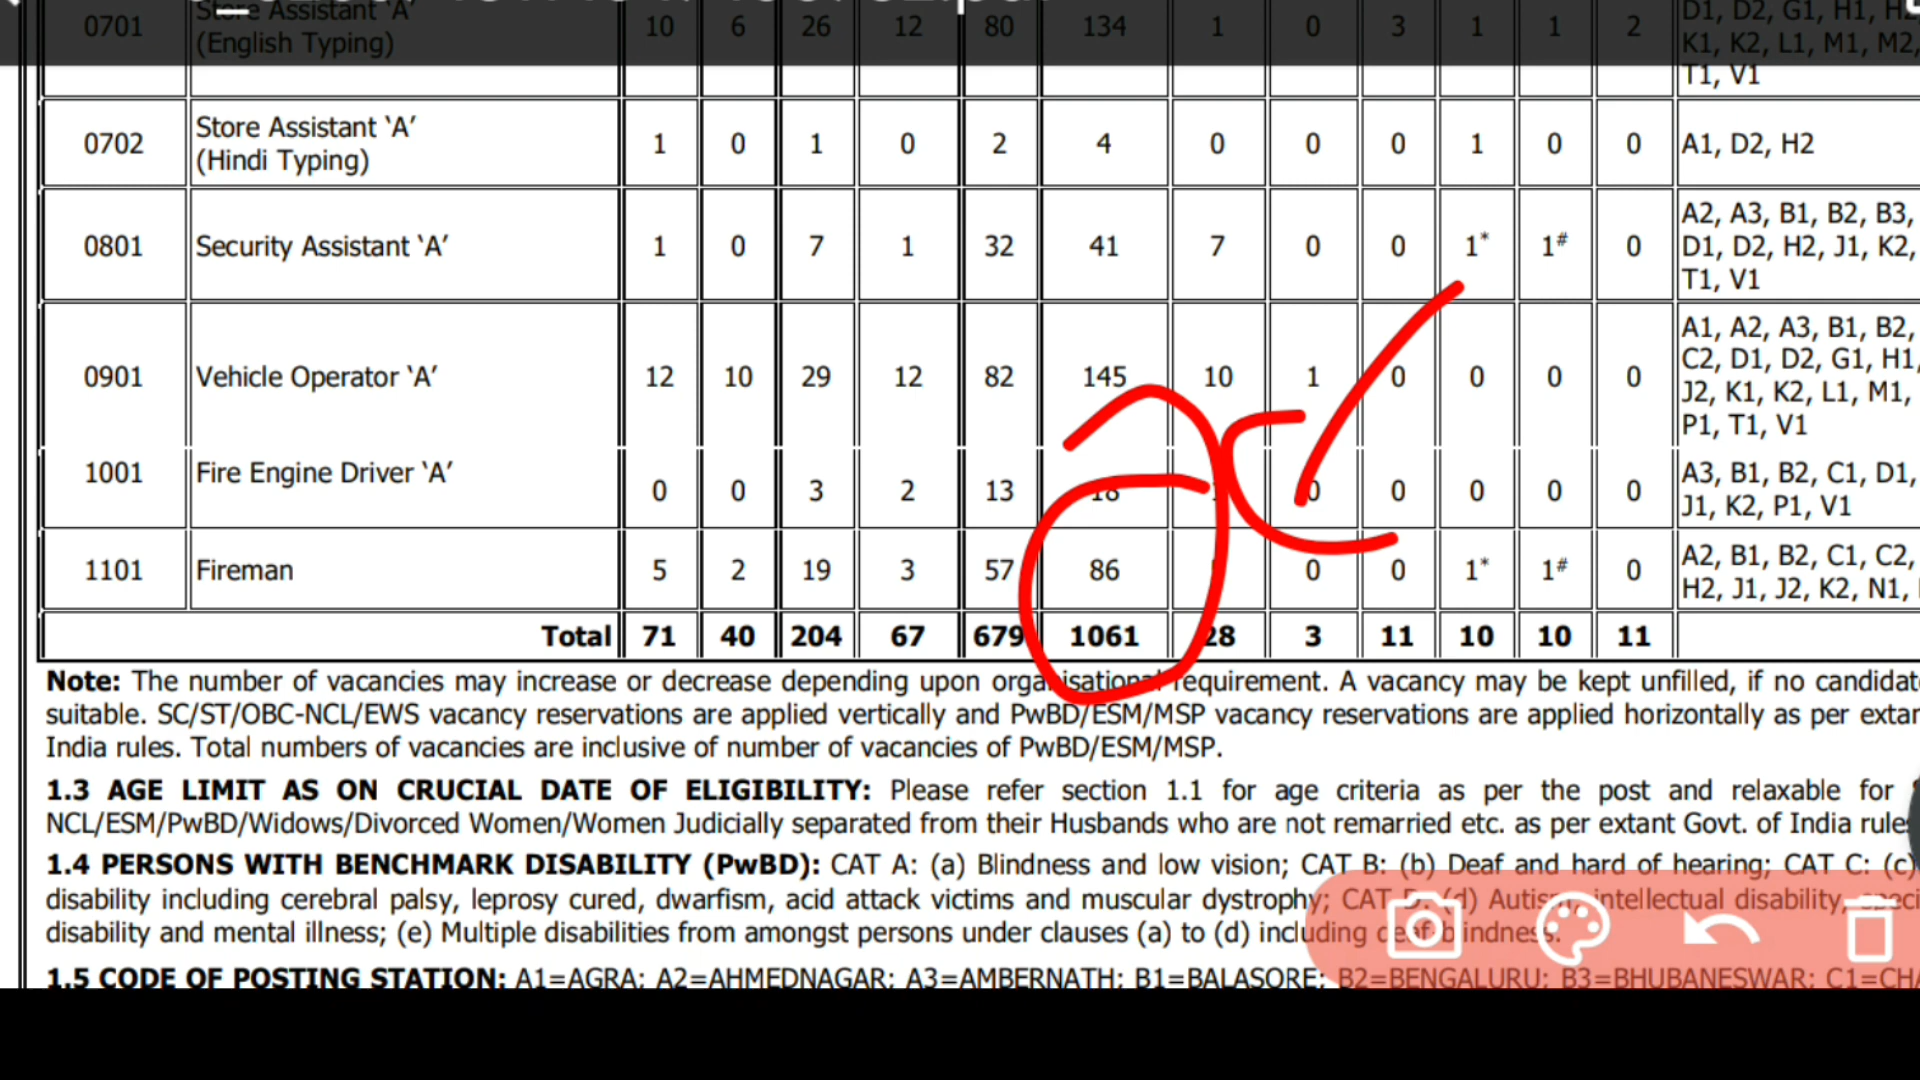 0701 Store Assistant ‘A’ (English Typing) 10 6 26 12 80 134 1 0 3 1 1 2 D1, D2, G1, H1,
K1, K2, L1, M1, M2,
T1, V1
0702 Store Assistant ‘A’ (Hindi Typing) 1 0 1 0 2 4 0 0 0 1 0 0 A1, D2, H2
0801 Security Assistant ‘A’ 1 0 7 1 32 41 7 0 0 1* 1# 0 A2, A3, B1, B2, B3,
D1, D2, H2, J1, K2,
T1, V1
0901 Vehicle Operator ‘A’ 12 10 29 12 82 145 10 1 0 0 0 0 A1, A2, A3, B1, B2,
C2, D1, D2, G1, H1,
J2, K1, K2, L1, M1,
P1, T1, V1
1001 Fire Engine Driver ‘A’ 0 0 3 2 13 18 0 0 0 0 0 A3, B1, B2, C1, D1,
J1, K2, P1, V1
1101 Fireman 5 2 19 3 57 86 0 0 1* 1# 0 A2, B1, B2, C1, C2,
H2, J1, J2, K2, N1,
Total 71 40 204 67 679 1061 28 3 11 10 10 11
Note: The number of vacancies may increase or decrease depending upon organisational requirement. A vacancy may be kept unfilled, if no
suitable. SC/ST/OBC-NCL/EWS vacancy reservations are applied vertically and PwBD/ESM/MSP vacancy reservations are applied horizontally as per
India rules. Total numbers of vacancies are inclusive of number of vacancies of PwBD/ESM/MSP.
1.3 AGE LIMIT AS ON CRUCIAL DATE OF ELIGIBILITY: Please refer section 1.1 for age criteria as per the post and relaxable for
NCL/ESM/PwBD/Widows/Divorced Women/Women Judicially separated from their Husbands who are not remarried etc. as per extant Govt. of India
1.4 PERSONS WITH BENCHMARK DISABILITY (PwBD): CAT A: (a) Blindness and low vision; CAT B: (b) Deaf and hard of hearing; CAT C: (c)
disability including cerebral palsy, leprosy cured, dwarfism, acid attack victims and muscular dystrophy; CAT D: (d) Autism, intellectual disability,
disability and mental illness; (e) Multiple disabilities from amongst persons under clauses (a) to (d) including deaf-blindness.
1.5 CODE OF POSTING STATION: A1=AGRA; A2=AHMEDNAGAR; A3=AMBERNATH; B1=BALASORE; B2=BENGALURU; B3=BHUBANESWAR;